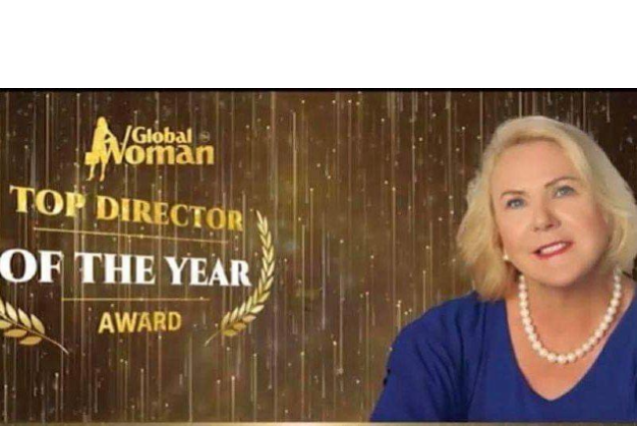 Global
Woman
TOP DIRECTOR
OF THE YEAR
AWARD